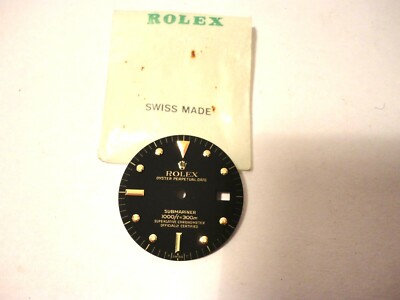 ROLEX
SWISS MADE
ROLEX
OYSTER PERPETUAL DATE
SUBMARINER
1000ft=300m
SUPERLATIVE CHRONOMETER
OFFICIALLY CERTIFIED